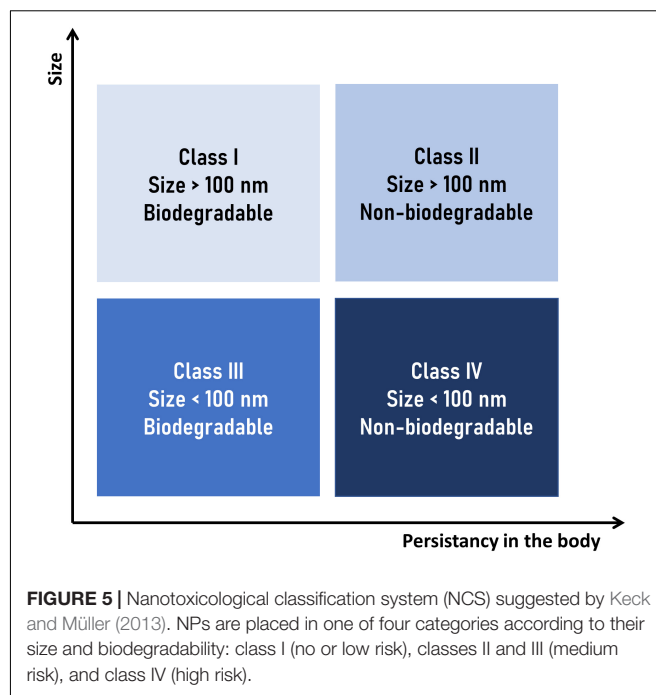 Size
Class I
Size > 100 nm
Biodegradable
Class II
Size > 100 nm
Non-biodegradable
Class III
Size < 100 nm
Biodegradable
Class IV
Size < 100 nm
Non-biodegradable
Persistancy in the body
FIGURE 5 | Nanotoxicological classification system (NCS) suggested by Keck
and Müller (2013). NPs are placed in one of four categories according to their
size and biodegradability: class I (no or low risk), classes II and III (medium
risk), and class IV (high risk).